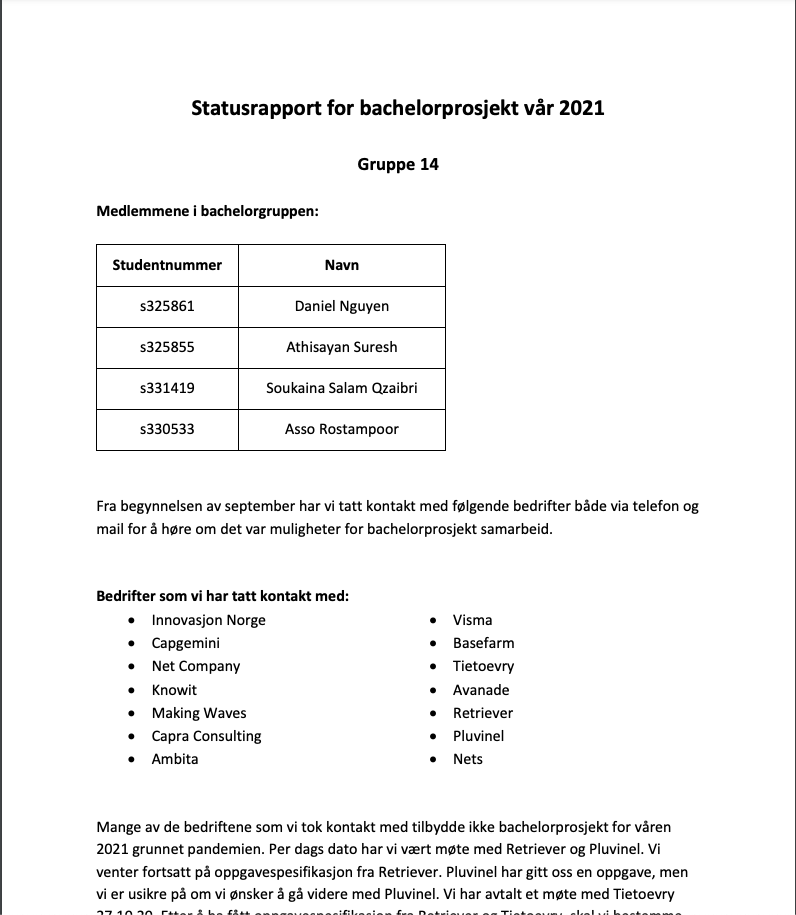 Statusrapport for bachelorprosjekt vår 2021
Gruppe 14
Medlemmene i bachelorgruppen:
Studentnummer Navn
s325861 Daniel Nguyen
s325855 Athisayan Suresh
s331419 Soukaina Salam Qzaibri
s330533 Asso Rostampoor
Fra begynnelsen av september har vi tatt kontakt med følgende bedrifter både via telefon og
mail for å høre om det var muligheter for bachelorprosjekt samarbeid.
Bedrifter som vi har tatt kontakt med:
• Innovasjon Norge
• Capgemini
• Net Company
• Knowit
• Making Waves
• Capra Consulting
• Ambita
• Visma
• Basefarm
• Tietoevry
• Avanade
• Retriever
• Pluvinel
• Nets
Mange av de bedriftene som vi tok kontakt med tilbydde ikke bachelorprosjekt for våren
2021 grunnet pandemien. Per dags dato har vi vært møte med Retriever og Pluvinel. Vi
venter fortsatt på oppgavespesifikasjon fra Retriever. Pluvinel har gitt oss en oppgave, men
vi er usikre på om vi ønsker å gå videre med Pluvinel. Vi har avtalt et møte med Tietoevry